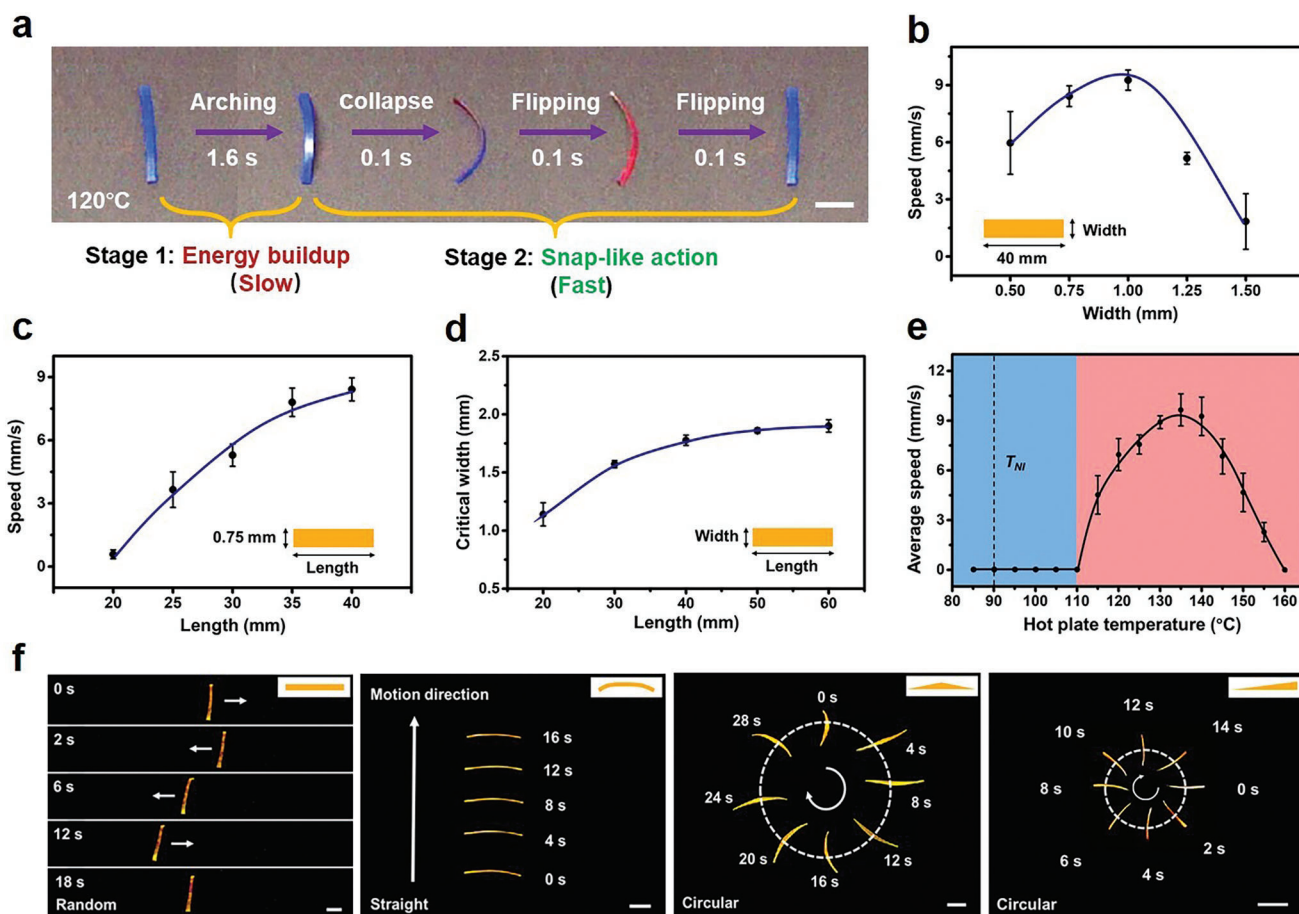 a
Arching
Collapse
Flipping
Flipping
1.6 s
0.1 s
0.1 s
0.1 s
120°C
Stage 1: Energy buildup
(Slow)
Stage 2: Snap-like action
(Fast)
b
Speed (mm/s)
9
6
3
0
Width
40 mm
0.50 0.75 1.00 1.25 1.50
Width (mm)
c
Speed (mm/s)
9
6
3
0
0.75 mm
Length
20 25 30 35 40
Length (mm)
d
Critical width (mm)
2.5
2.0
1.5
1.0
0.5
Width
Length
20 30 40 50 60
Length (mm)
e
Average speed (mm/s)
12
9
6
3
0
TNI
80 90 100 110 120 130 140 150 160
Hot plate temperature (°C)
f
0 s
2 s
6 s
12 s
18 s
Random
Motion direction
16 s
12 s
8 s
4 s
0 s
Straight
0 s
28 s
4 s
24 s
8 s
20 s
12 s
16 s
Circular
12 s
10 s
14 s
8 s
0 s
6 s
2 s
4 s
Circular